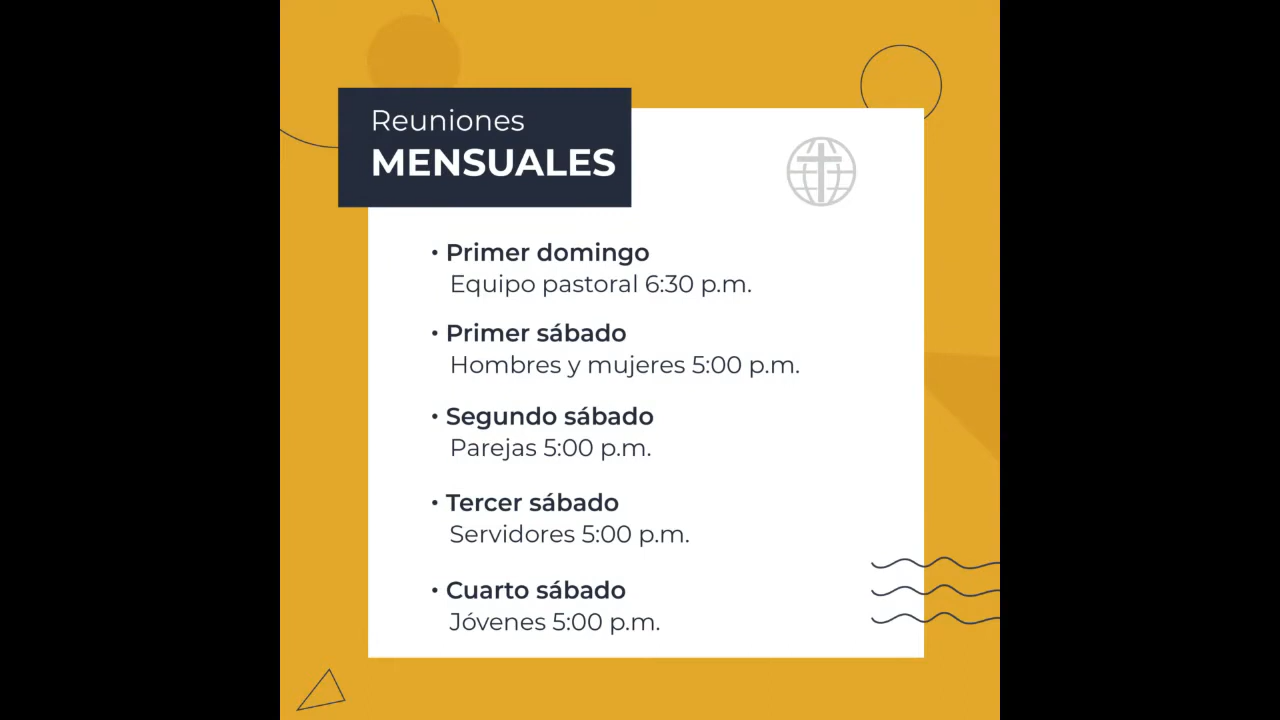 Reuniones
MENSUALES
• Primer domingo
Equipo pastoral 6:30 p.m.
• Primer sábado
Hombres y mujeres 5:00 p.m.
• Segundo sábado
Parejas 5:00 p.m.
• Tercer sábado
Servidores 5:00 p.m.
• Cuarto sábado
Jóvenes 5:00 p.m.